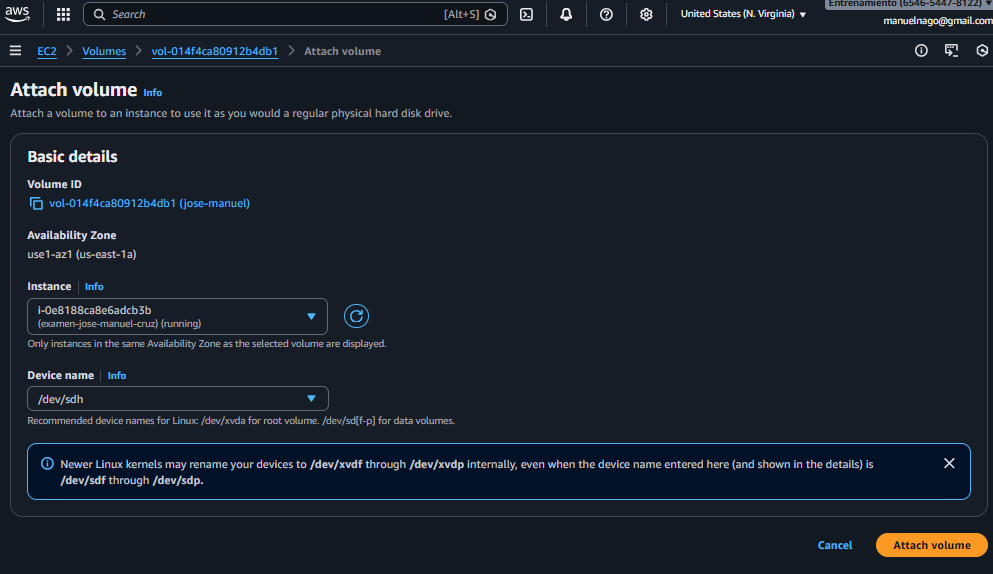 aws
Search [Alt+S]
United States (N. Virginia)
Entrenamiento (6546-5447-8122)
manuelnago@gmail.com
EC2 > Volumes > vol-014f4ca80912b4db1 > Attach volume
Attach volume Info
Attach a volume to an instance to use it as you would a regular physical hard disk drive.
Basic details
Volume ID
vol-014f4ca80912b4db1 (jose-manuel)
Availability Zone
use1-az1 (us-east-1a)
Instance | Info
i-0e8188ca8e6adcb3b
(examen-jose-manuel-cruz) (running)
Only instances in the same Availability Zone as the selected volume are displayed.
Device name | Info
/dev/sdh
Recommended device names for Linux: /dev/xvda for root volume. /dev/sd[f-p] for data volumes.
Newer Linux kernels may rename your devices to /dev/xvdf through /dev/xvdp internally, even when the device name entered here (and shown in the details) is
/dev/sdf through /dev/sdp.
Cancel
Attach volume